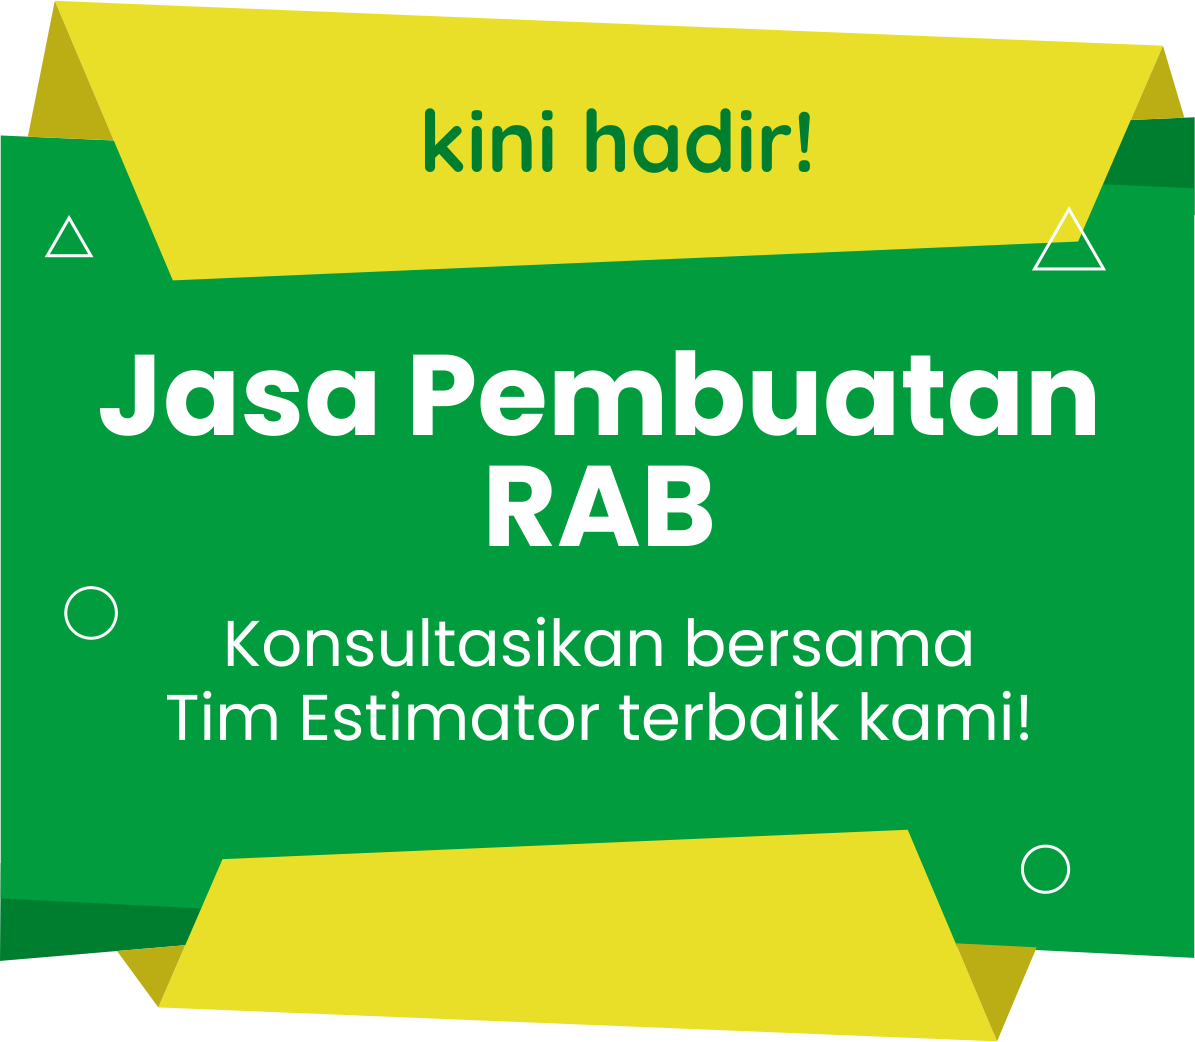 kini hadir!
Jasa Pembuatan
RAB
Konsultasikan bersama
Tim Estimator terbaik kami!